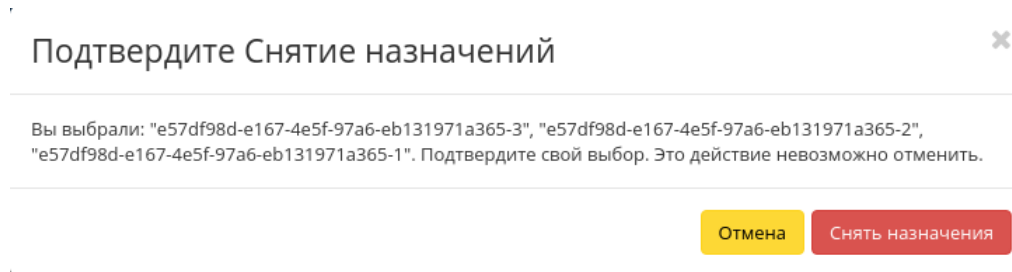 Подтвердите Снятие назначений
Вы выбрали: "e57df98d-e167-4e5f-97a6-eb131971a365-3", "e57df98d-e167-4e5f-97a6-eb131971a365-2",
"e57df98d-e167-4e5f-97a6-eb131971a365-1". Подтвердите свой выбор. Это действие невозможно отменить.
Отмена
Снять назначения